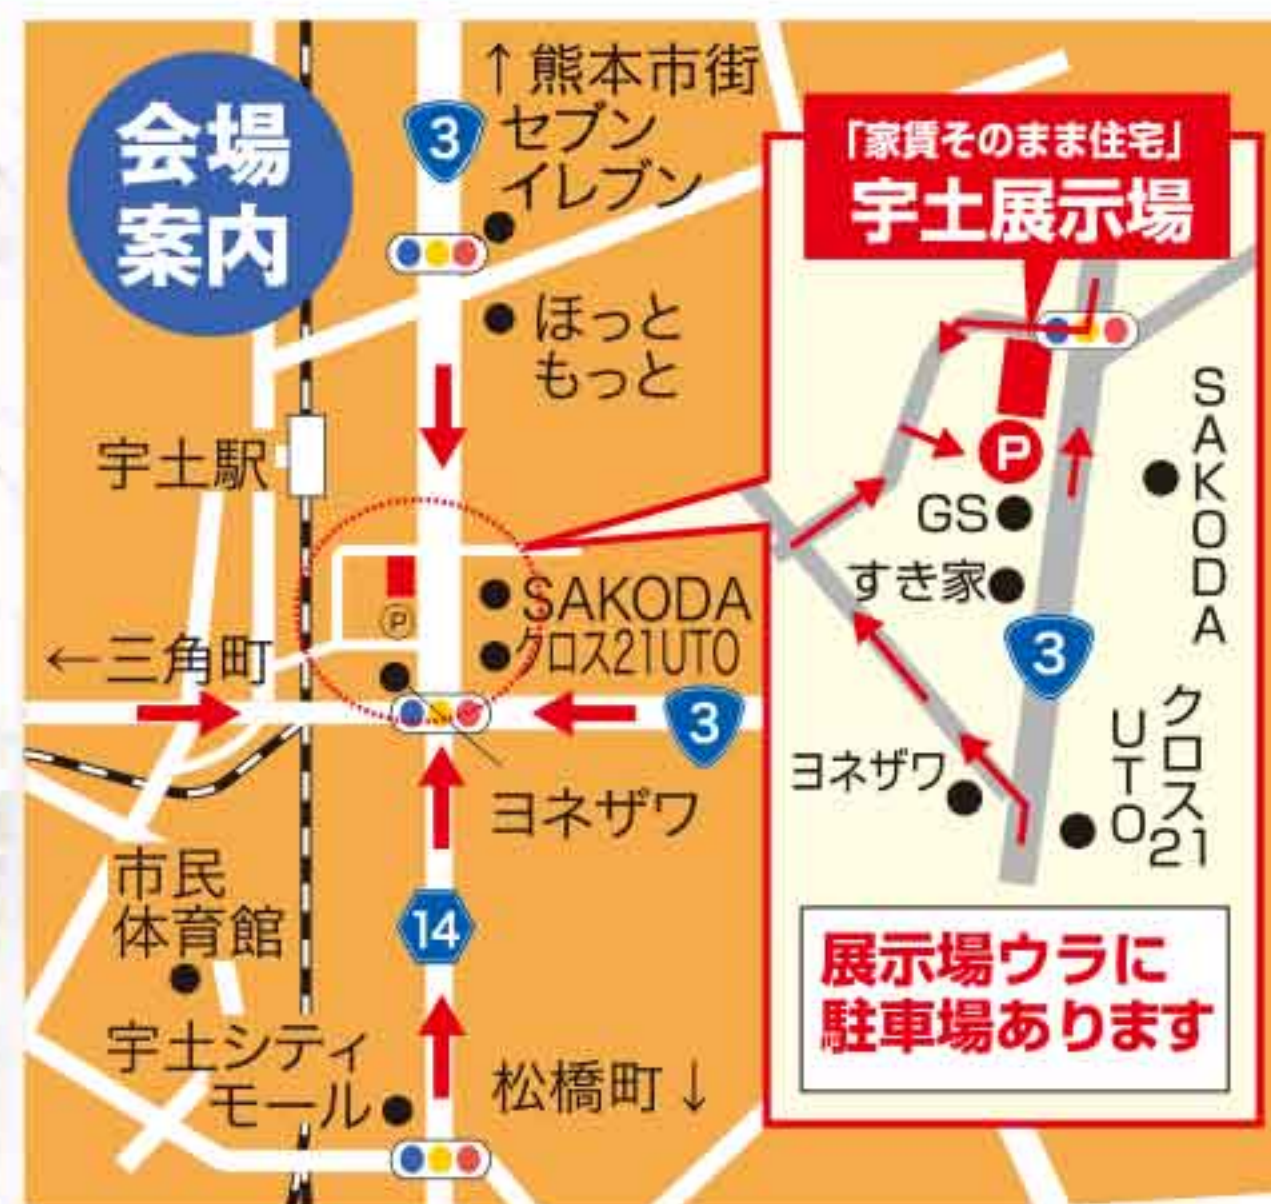 会場
案内
↑熊本市街
3
セブン
イレブン
ほっと
もっと
宇土駅
SAKODA
P
クロス21UTO
←三角町
3
ヨネザワ
市民
体育館
14
宇土シティ
モール
松橋町↓
「家賃そのまま住宅」
宇土展示場
P
GS
SAKODA
すき家
3
クロス21
UTO
ヨネザワ
展示場ウラに
駐車場あります